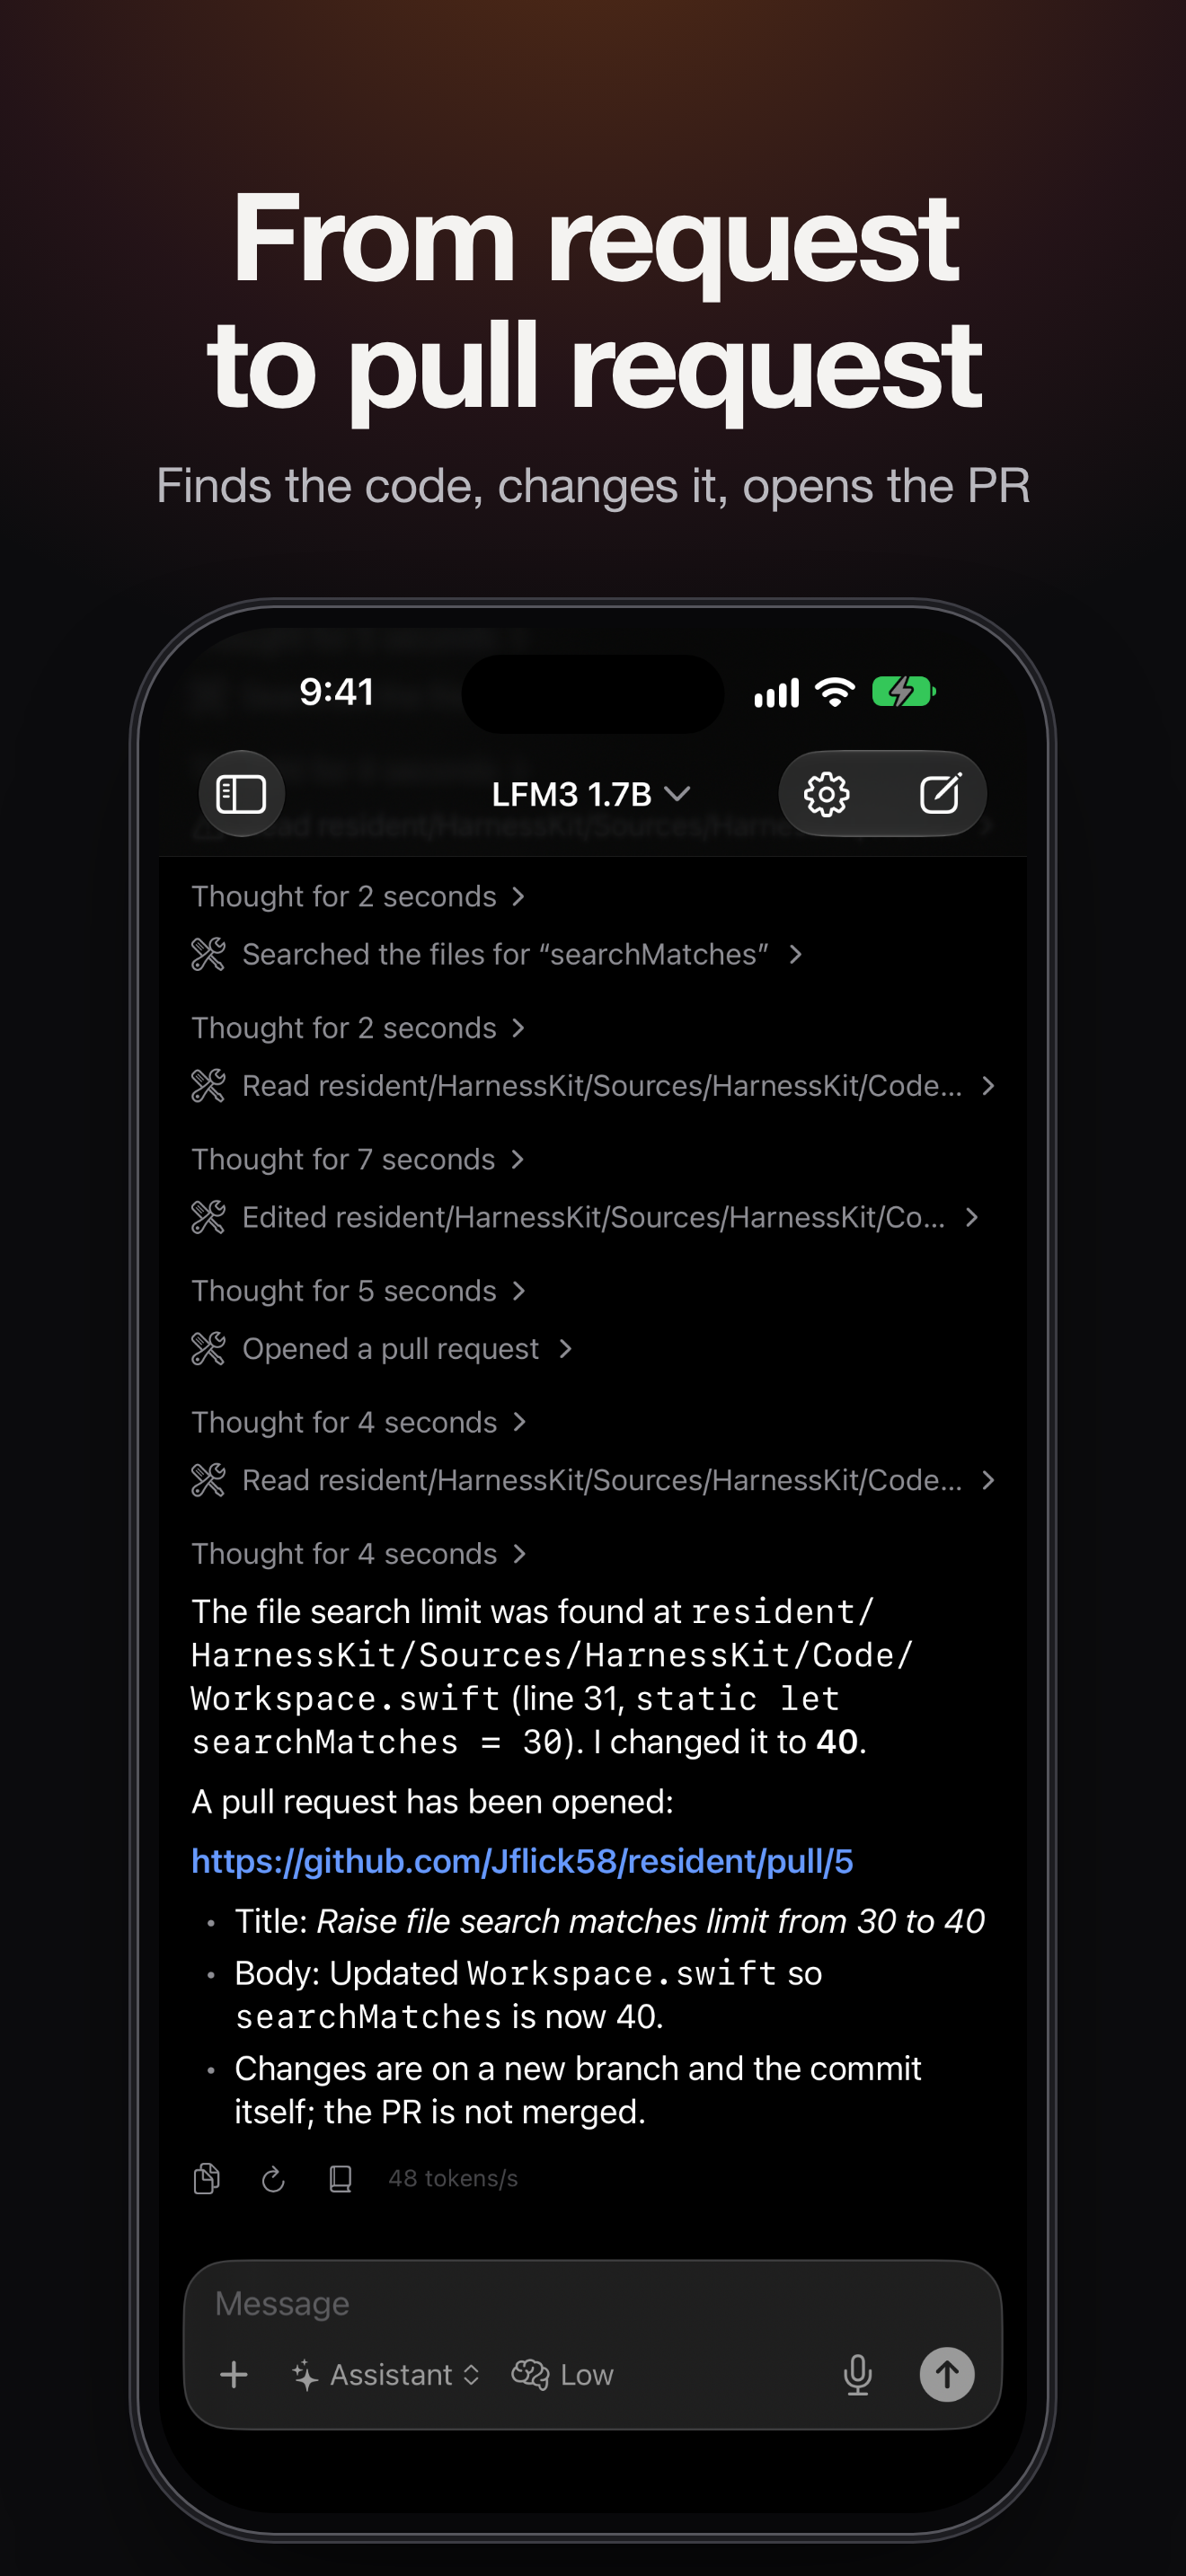 From request
to pull request
Finds the code, changes it, opens the PR
9:41
LFM3 1.7B
Thought for 2 seconds
Searched the files for “searchMatches”
Thought for 2 seconds
Read resident/HarnessKit/Sources/HarnessKit/Code...
Thought for 7 seconds
Edited resident/HarnessKit/Sources/HarnessKit/Co...
Thought for 5 seconds
Opened a pull request
Thought for 4 seconds
Read resident/HarnessKit/Sources/HarnessKit/Code...
Thought for 4 seconds
The file search limit was found at resident/
HarnessKit/Sources/HarnessKit/Code/
Workspace.swift (line 31, static let
searchMatches = 30). I changed it to 40.
A pull request has been opened:
https://github.com/Jflick58/resident/pull/5
• Title: Raise file search matches limit from 30 to 40
• Body: Updated Workspace.swift so
searchMatches is now 40.
• Changes are on a new branch and the commit
itself; the PR is not merged.
48 tokens/s
Message
Assistant Low